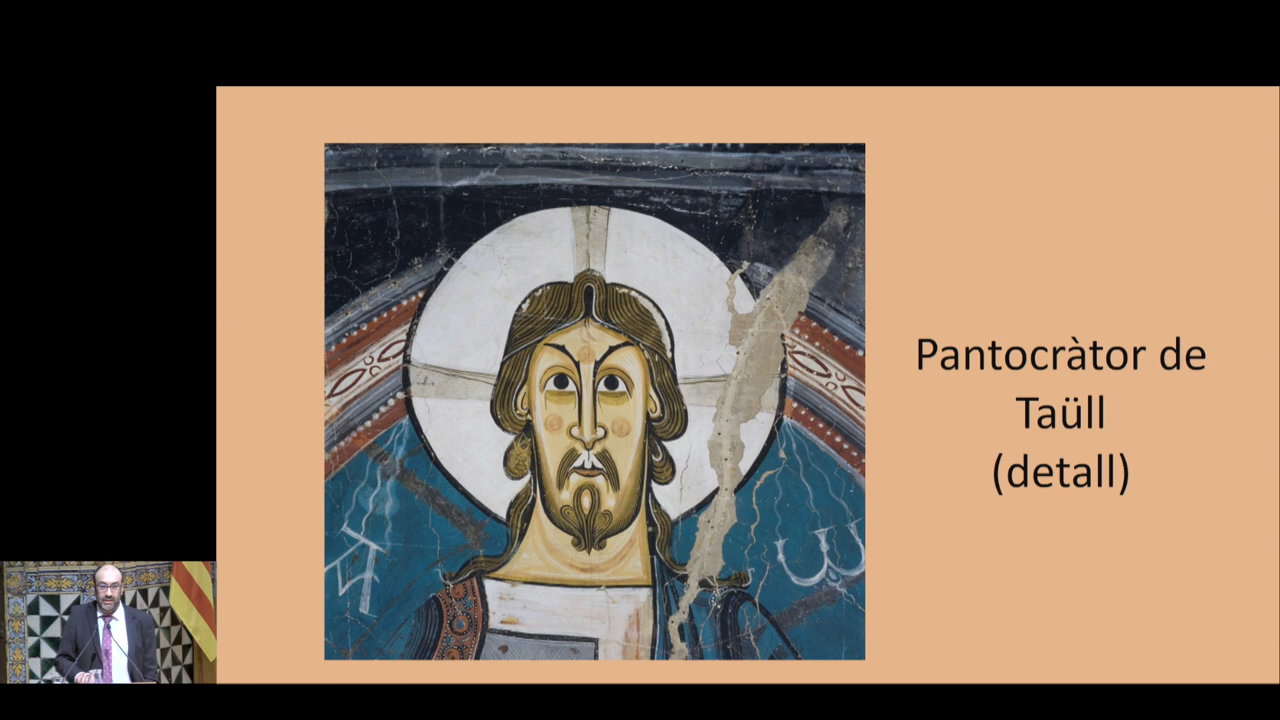 Pantocràtor de
Taüll
(detall)
A
ω